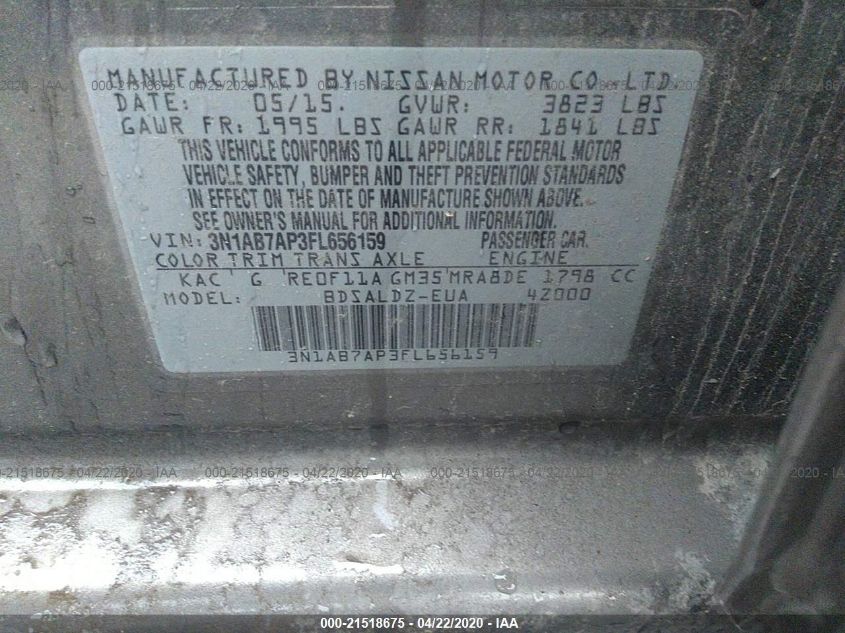 MANUFACTURED BY NISSAN MOTOR CO. LTD.
DATE: 05/15. GVWR: 3823 LBS
GAWR FR: 1995 LBS GAWR RR: 1841 LBS
THIS VEHICLE CONFORMS TO ALL APPLICABLE FEDERAL MOTOR
VEHICLE SAFETY, BUMPER AND THEFT PREVENTION STANDARDS
IN EFFECT ON THE DATE OF MANUFACTURE SHOWN ABOVE.
SEE OWNER'S MANUAL FOR ADDITIONAL INFORMATION.
VIN: 3N1AB7AP3FL656159 PASSENGER CAR.
COLOR TRIM TRANS AXLE ENGINE
KAC G RE0F11A GM35 MRA8DE 1798 CC
MODEL: BDSALDZ-EUA 4Z000
3N1AB7AP3FL656159
000-21518675 - 04/22/2020 - IAA